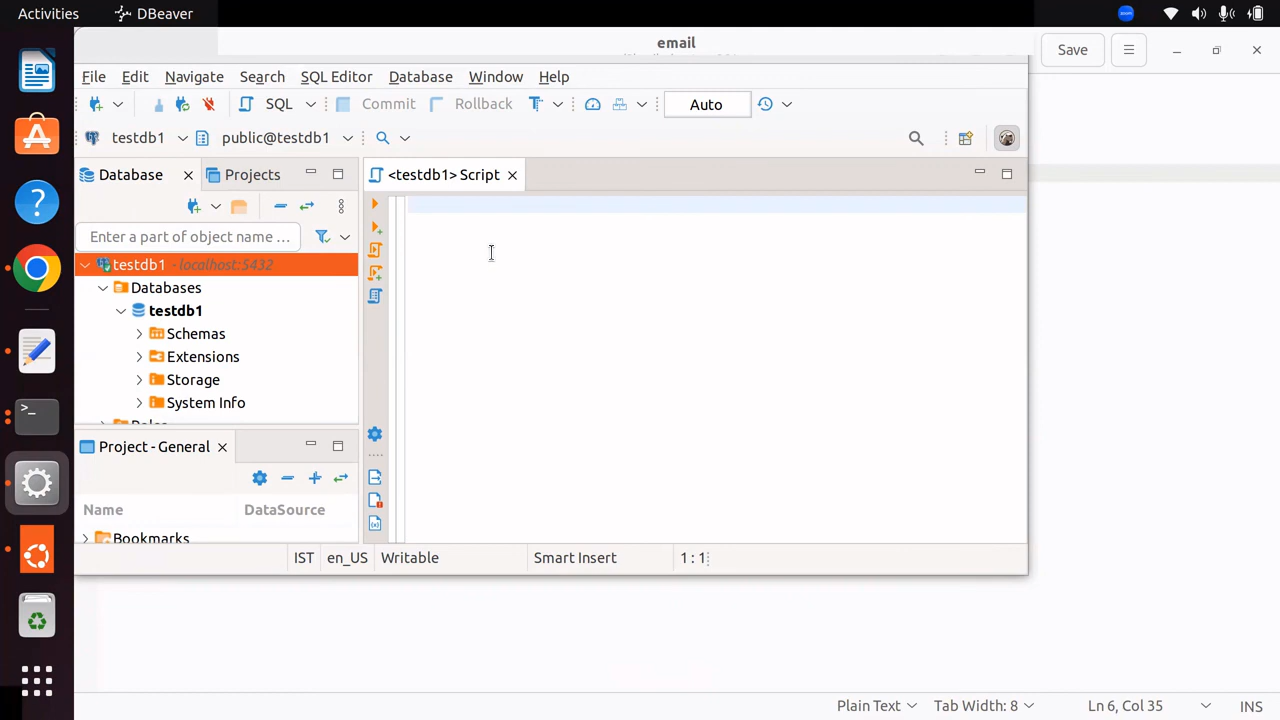 Activities DBeaver
email
Save
File Edit Navigate Search SQL Editor Database Window Help
SQL Commit Rollback T Auto
testdb1 public@testdb1
Database Projects <testdb1> Script
Enter a part of object name ...
testdb1 - localhost:5432
Databases
testdb1
Schemas
Extensions
Storage
System Info
Project - General
Name DataSource
Bookmarks
IST en_US Writable Smart Insert 1 : 1
Plain Text Tab Width: 8 Ln 6, Col 35 INS